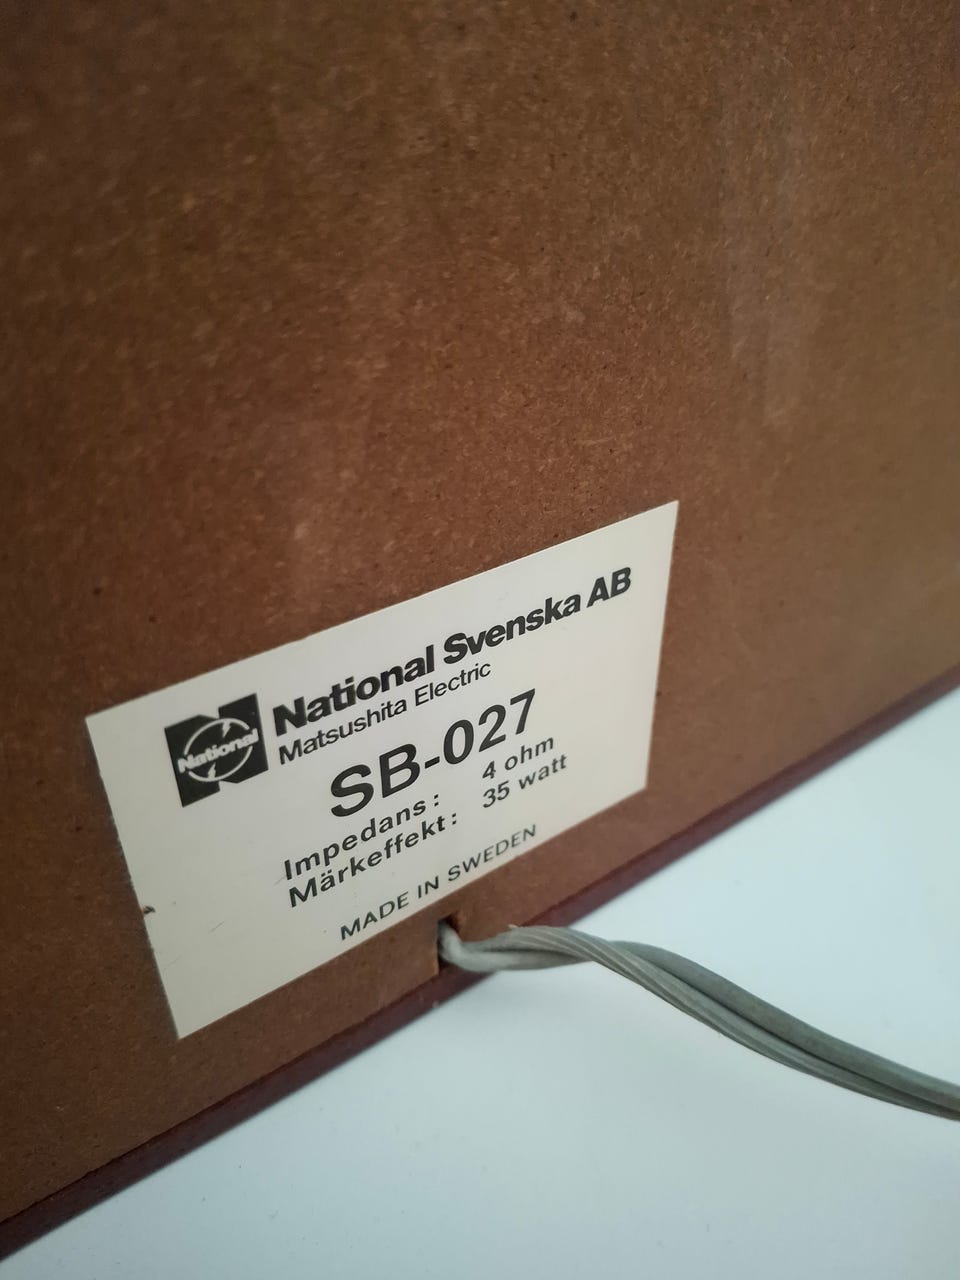 National
National Svenska AB
Matsushita Electric
SB-027
Impedans: 4 ohm
Märkeffekt: 35 watt
MADE IN SWEDEN